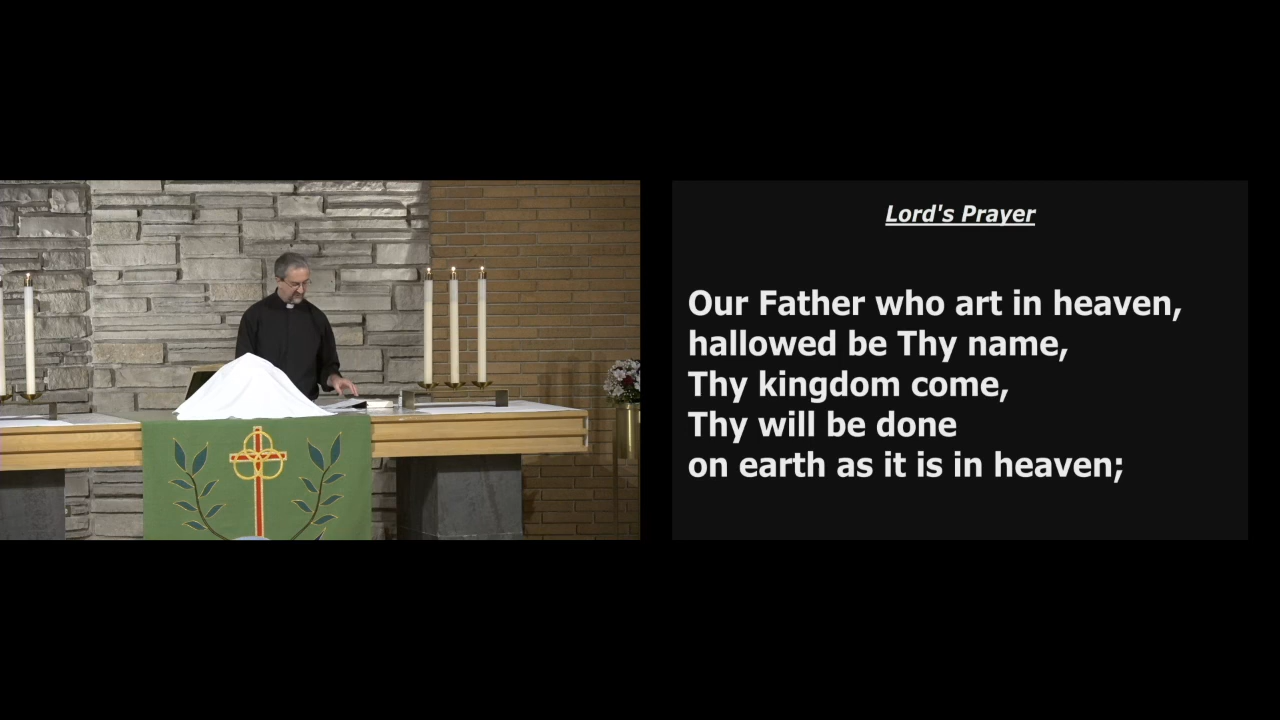 Lord's Prayer
Our Father who art in heaven,
hallowed be Thy name,
Thy kingdom come,
Thy will be done
on earth as it is in heaven;